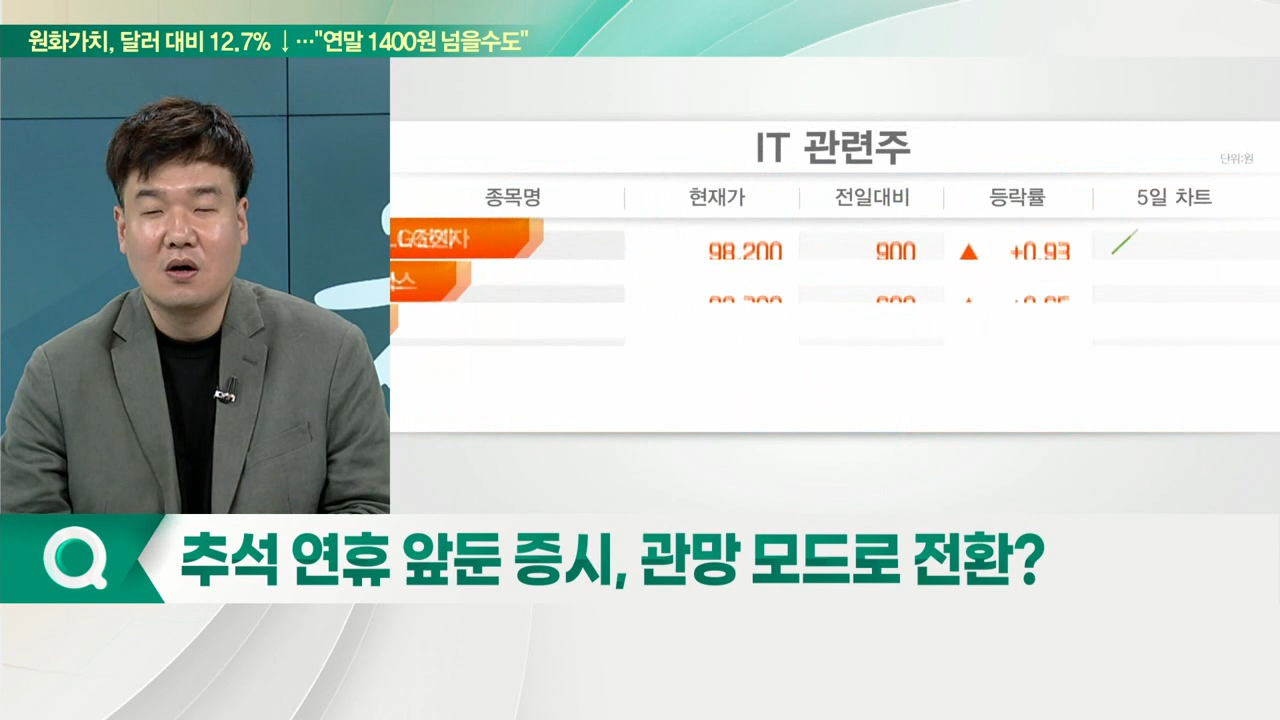 원화가치, 달러 대비 12.7% ↓…"연말 1400원 넘을수도"
IT 관련주
단위:원
종목명 현재가 전일대비 등락률 5일 차트
98,200 900 ▲ +0.93
추석 연휴 앞둔 증시, 관망 모드로 전환?